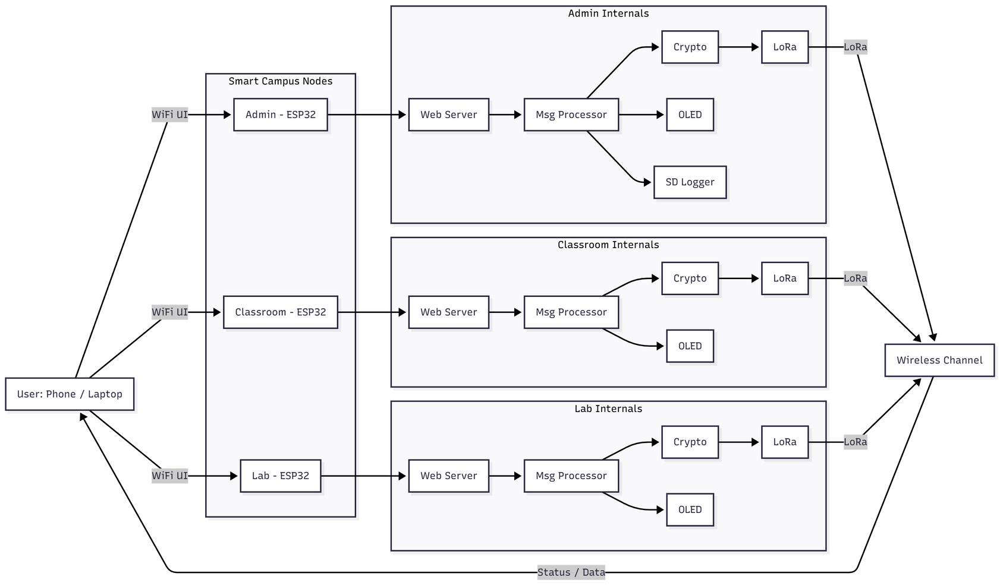 Admin Internals
Crypto
LoRa
LoRa
Smart Campus Nodes
WiFi UI
Admin - ESP32
Web Server
Msg Processor
OLED
SD Logger
Classroom Internals
Crypto
LoRa
LoRa
WiFi UI
Classroom - ESP32
Web Server
Msg Processor
OLED
Wireless Channel
User: Phone / Laptop
Lab Internals
Crypto
LoRa
LoRa
WiFi UI
Lab - ESP32
Web Server
Msg Processor
OLED
Status / Data